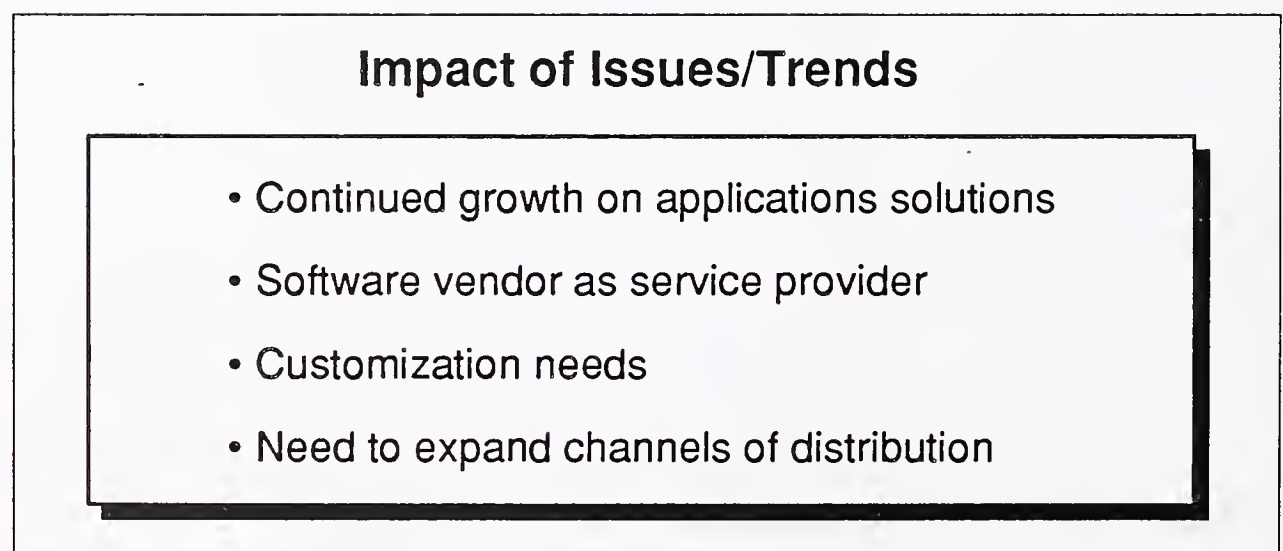 Impact of Issues/Trends
• Continued growth on applications solutions
• Software vendor as service provider
• Customization needs
• Need to expand channels of distribution